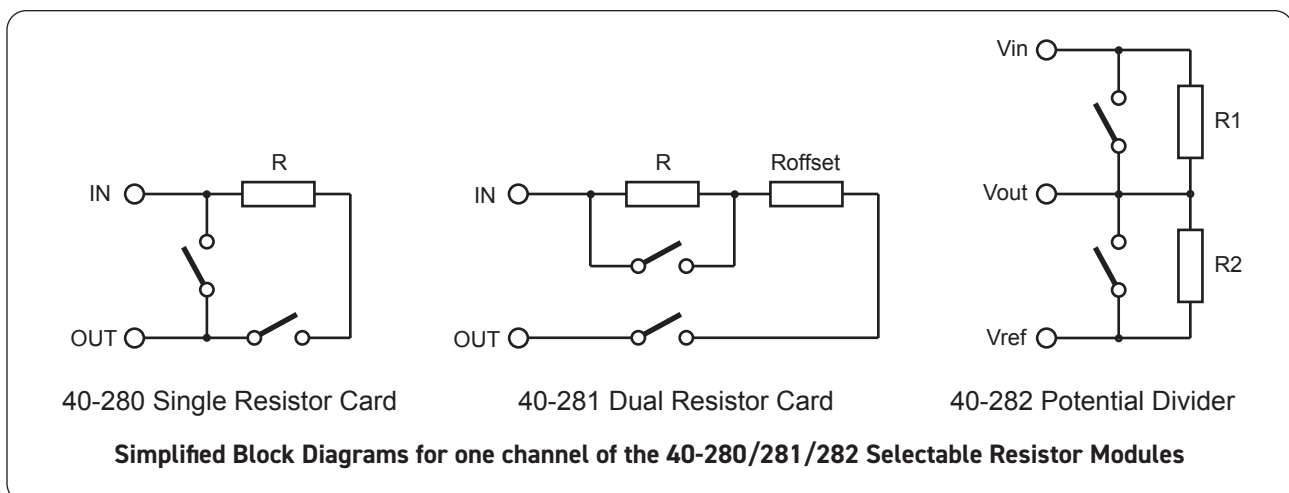 IN
R
OUT
40-280 Single Resistor Card
IN
R
Roffset
OUT
40-281 Dual Resistor Card
Vin
R1
Vout
R2
Vref
40-282 Potential Divider
Simplified Block Diagrams for one channel of the 40-280/281/282 Selectable Resistor Modules